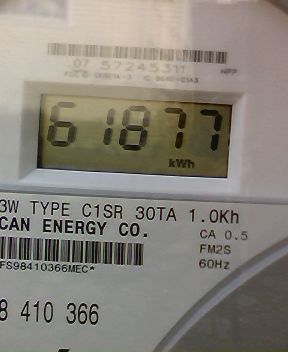 07 57245311
61877
kWh
3W TYPE C1SR 30TA 1.0Kh
CAN ENERGY CO.
CA 0.5
FM2S
60Hz
FS98410366MEC*
8 410 366